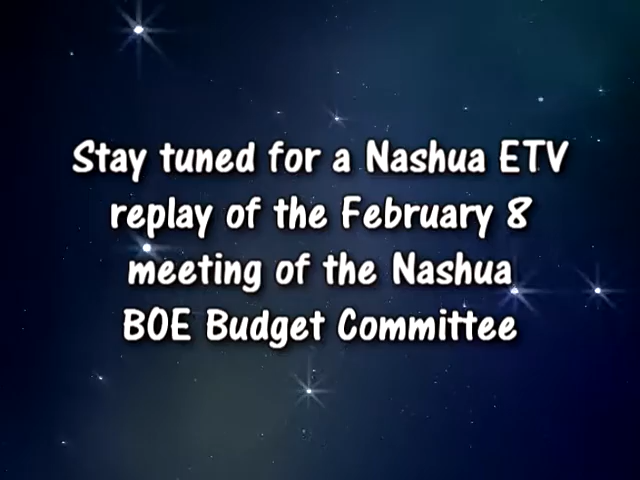 Stay tuned for a Nashua ETV
replay of the February 8
meeting of the Nashua
BOE Budget Committee